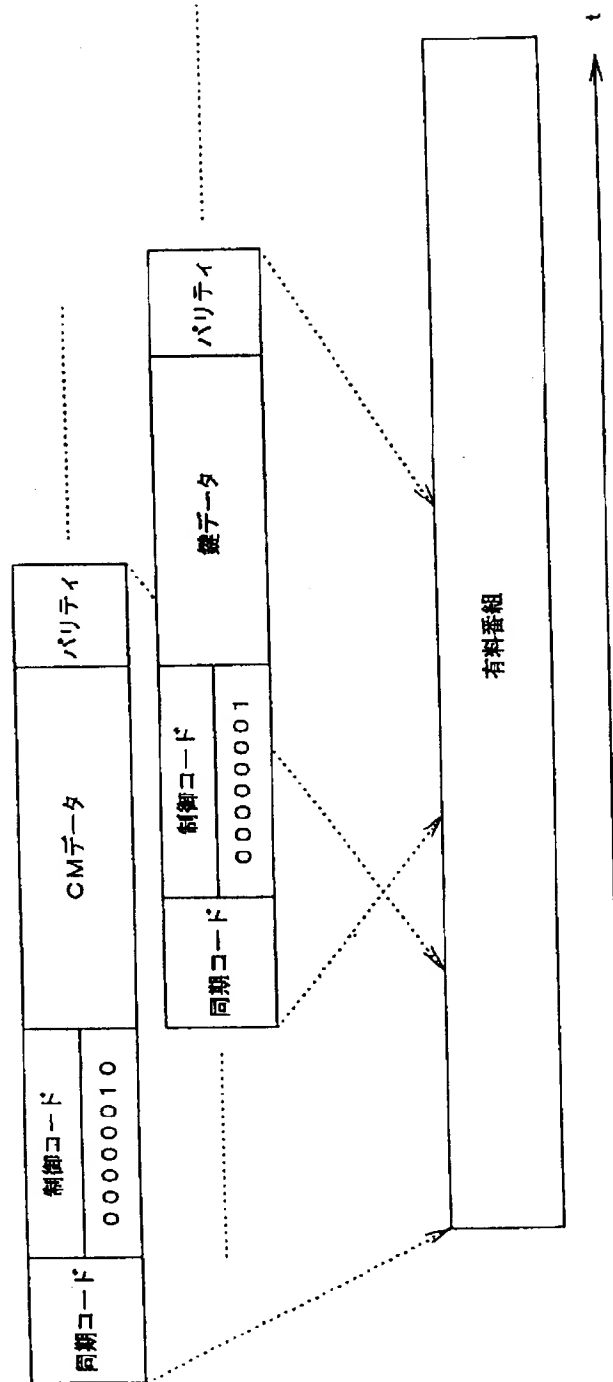 同期コード
制御コード
00000010
CMデータ
パリティ
同期コード
制御コード
00000001
鍵データ
パリティ
有料番組
t